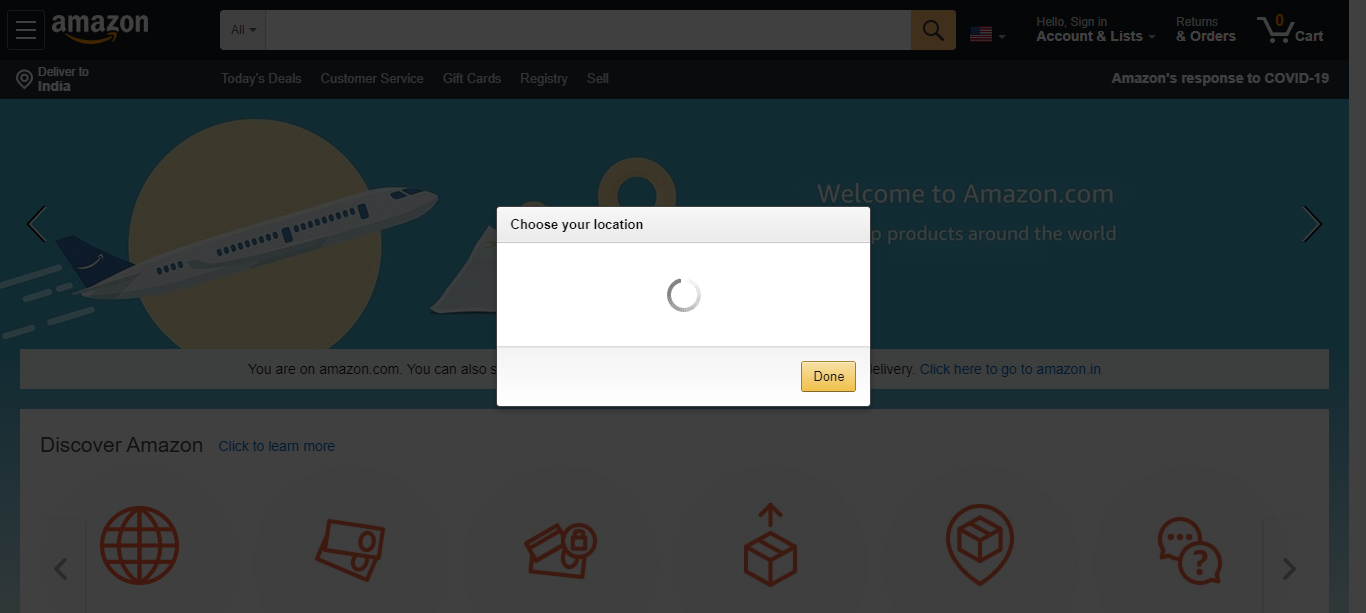 amazon
All
Hello, Sign in
Account & Lists
Returns
& Orders
0
Cart
Deliver to
India
Today's Deals
Customer Service
Gift Cards
Registry
Sell
Amazon's response to COVID-19
Welcome to Amazon.com
products around the world
Choose your location
Done
You are on amazon.com. You can also
Click here to go to amazon.in
Discover Amazon
Click to learn more
?